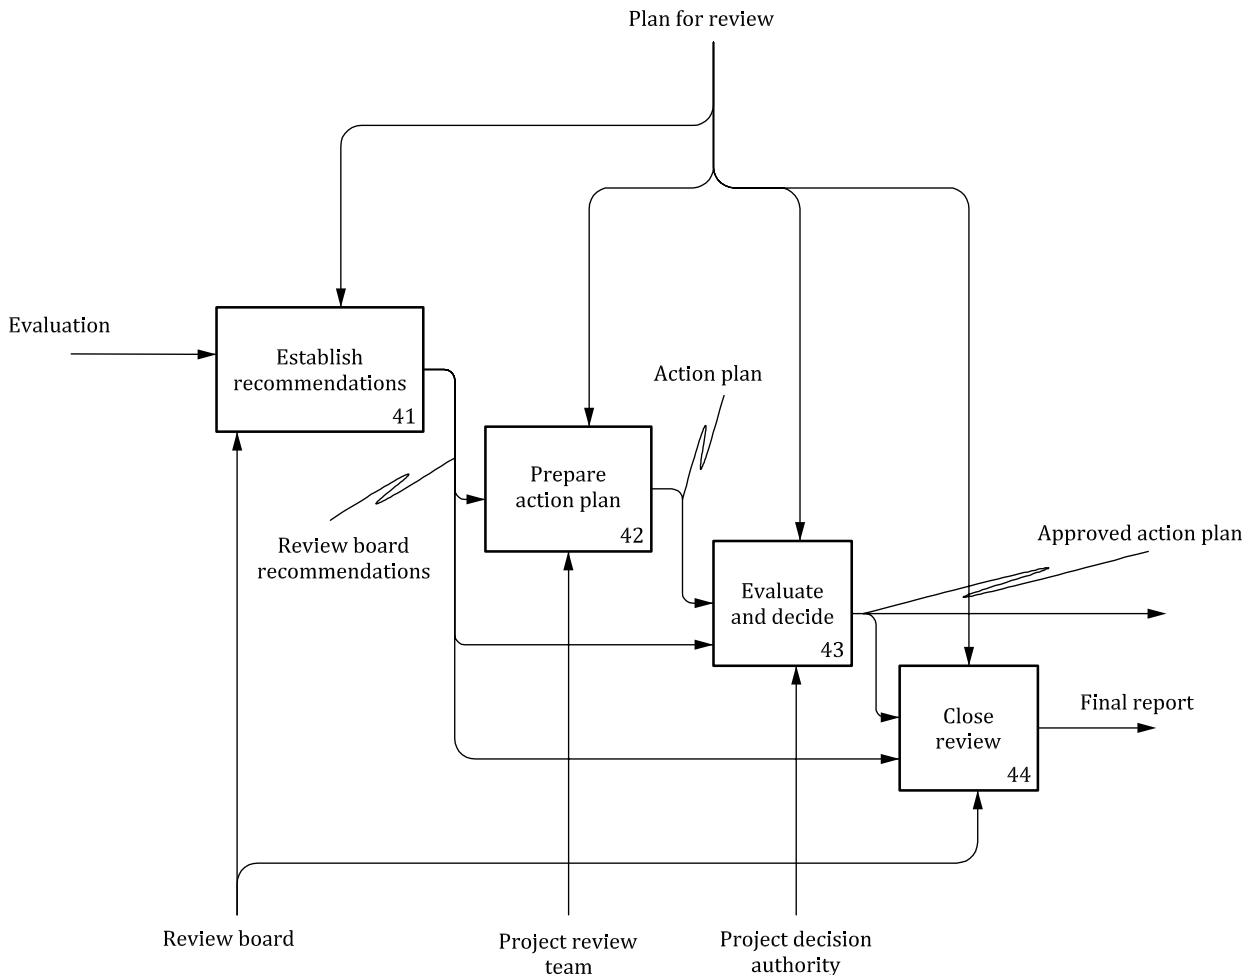 Plan for review
Evaluation
Establish
recommendations
41
Action plan
Prepare
action plan
42
Review board
recommendations
Approved action plan
Evaluate
and decide
43
Final report
Close
review
44
Review board
Project review
team
Project decision
authority